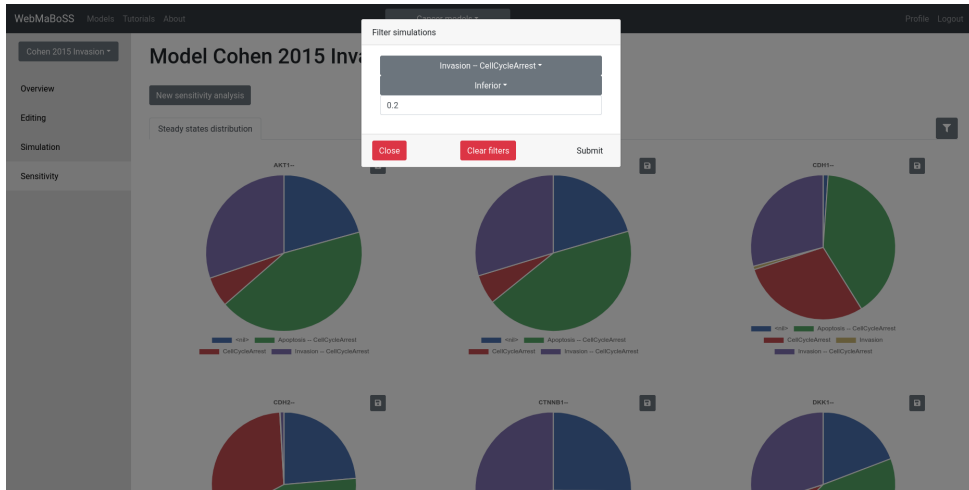 WebMaBoSS Models Tutorials About Cancer models Profile Logout
Filter simulations
Cohen 2015 Invasion
Model Cohen 2015 Inva
Invasion -- CellCycleArrest
Inferior
Overview
New sensitivity analysis
0.2
Editing
Steady states distribution
Simulation
Close Clear filters Submit
Sensitivity
AKT1-- CDH1--
<nil> Apoptosis -- CellCycleArrest
CellCycleArrest Invasion -- CellCycleArrest
<nil> Apoptosis -- CellCycleArrest
CellCycleArrest Invasion -- CellCycleArrest
<nil> Apoptosis -- CellCycleArrest
CellCycleArrest Invasion
Invasion -- CellCycleArrest
CDH2-- CTNNB1-- DKK1--